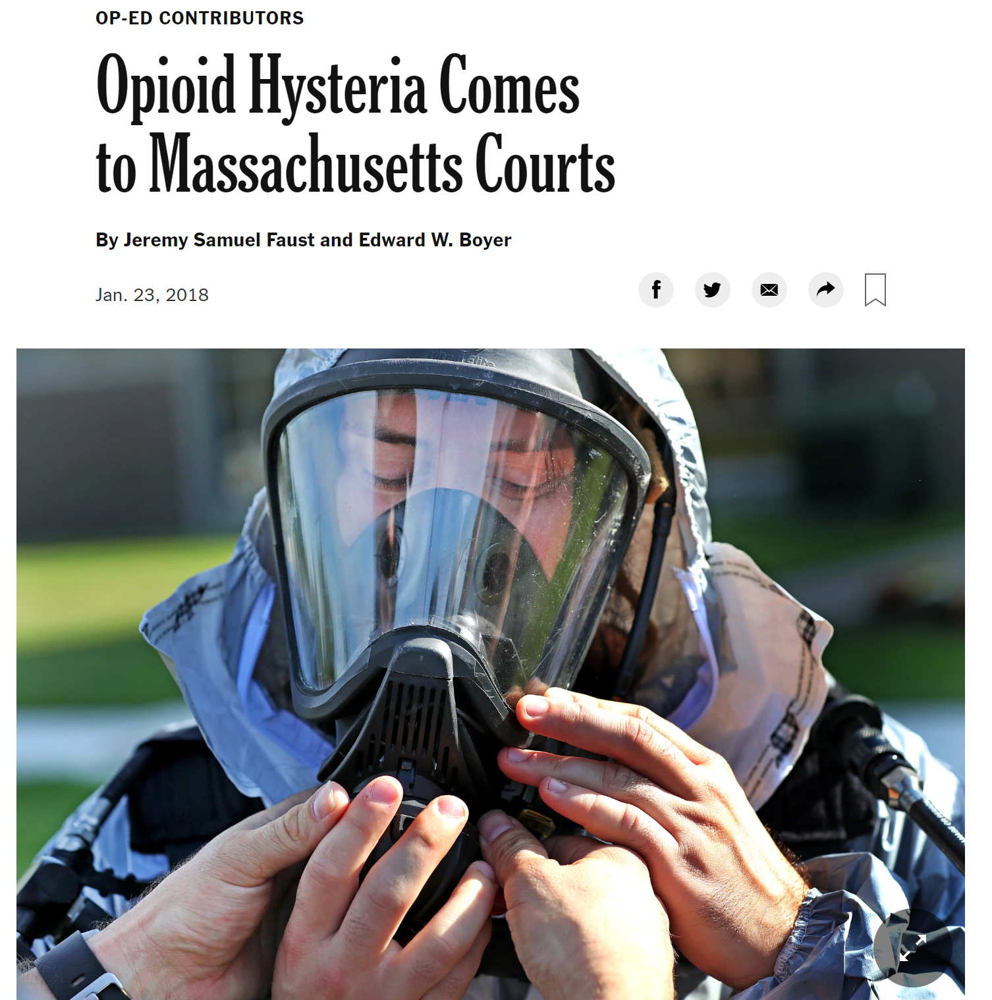 OP-ED CONTRIBUTORS
Opioid Hysteria Comes
to Massachusetts Courts
By Jeremy Samuel Faust and Edward W. Boyer
Jan. 23, 2018